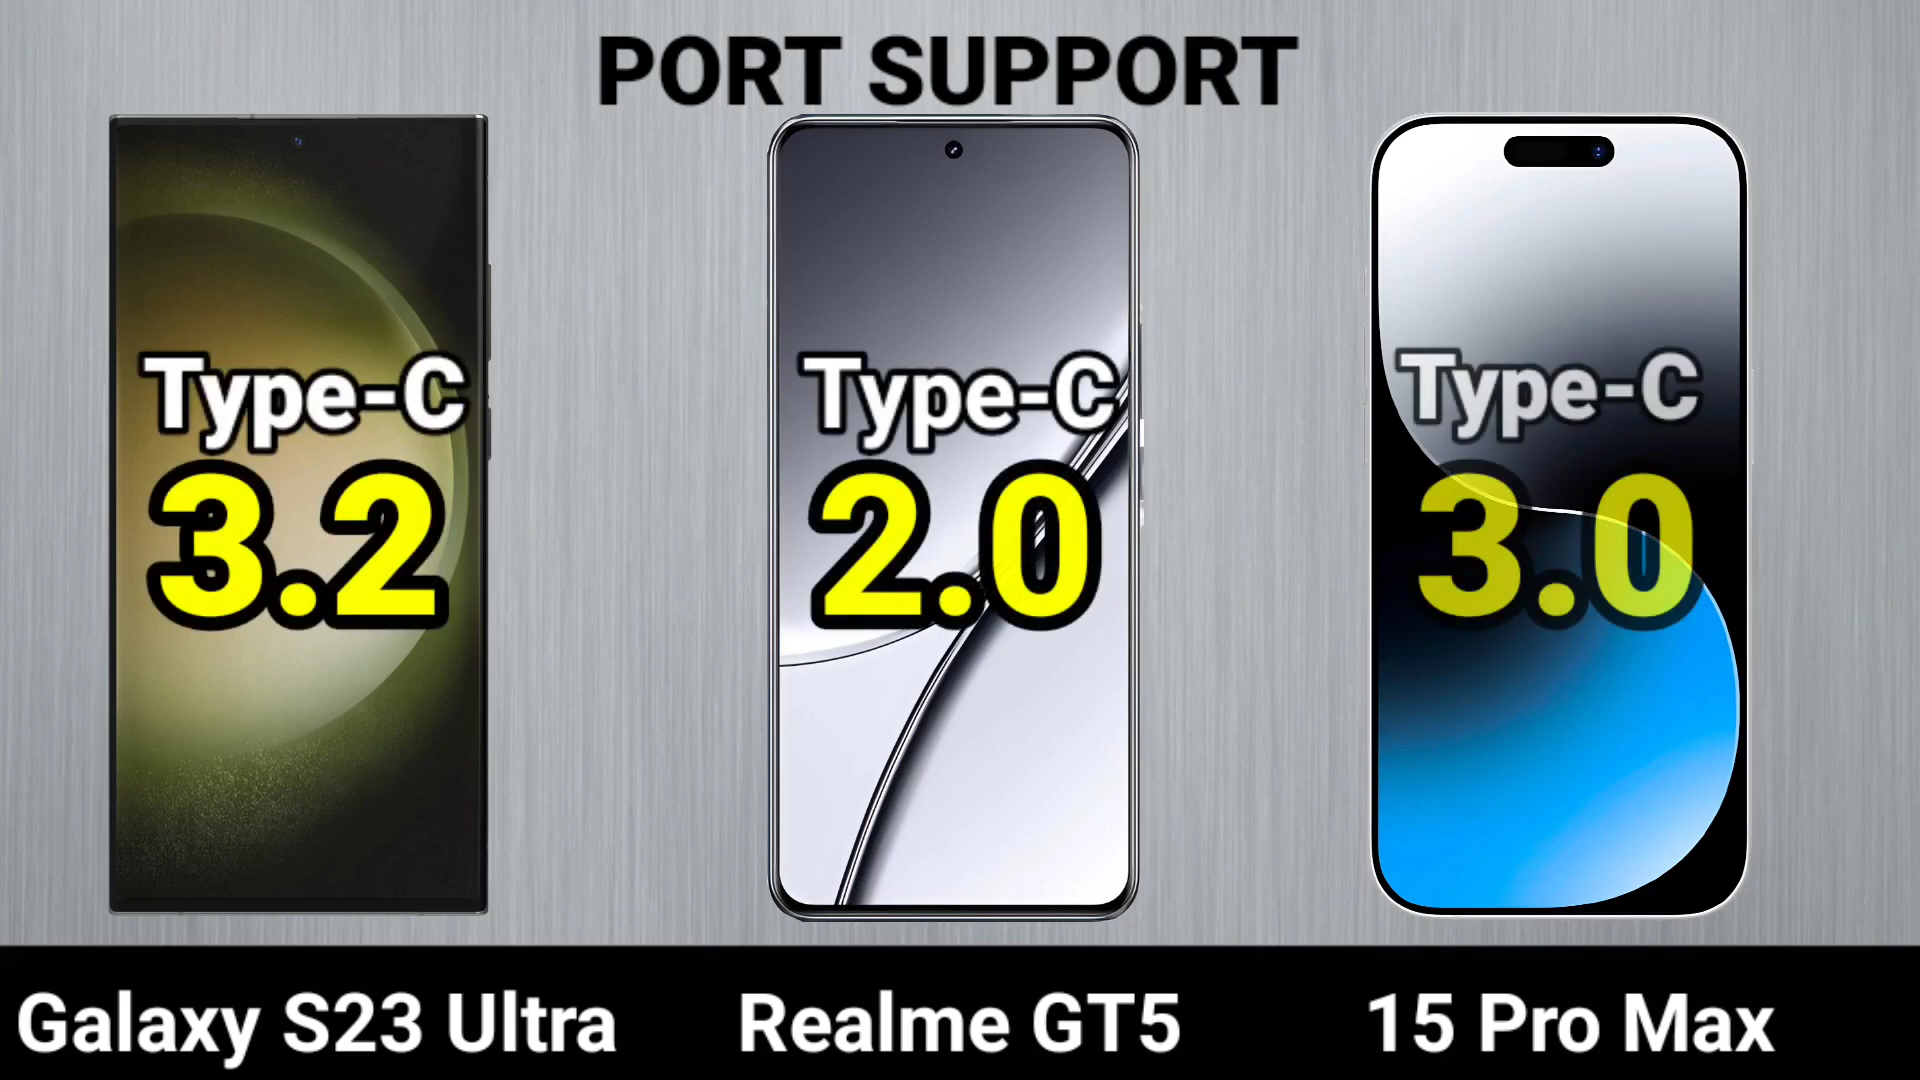 PORT SUPPORT
Type-C
3.2
Type-C
2.0
Type-C
3.0
Galaxy S23 Ultra
Realme GT5
15 Pro Max